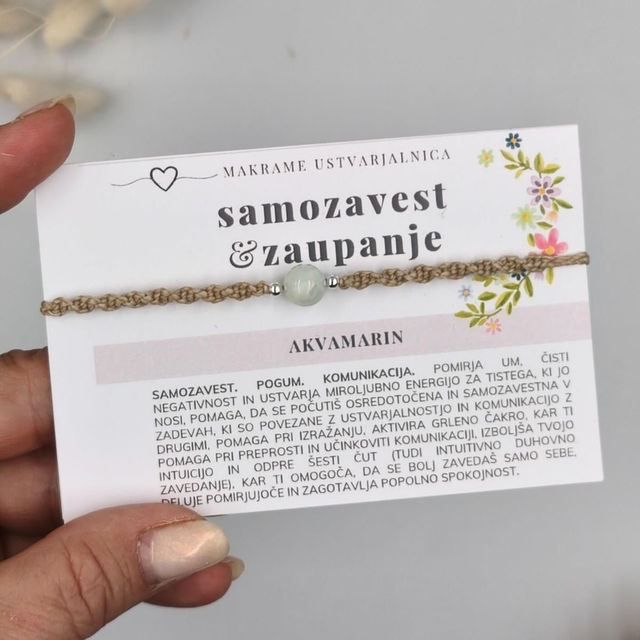 MAKRAME USTVARJALNICA
samozavest
&zaupanje
AKVAMARIN
SAMOZAVEST. POGUM. KOMUNIKACIJA. POMIRJA UM, ČISTI
NEGATIVNOST IN USTVARJA MIROLJUBNO ENERGIJO ZA TISTEGA, KI JO
NOSI, POMAGA, DA SE POČUTIŠ OSREDOTOČENA IN SAMOZAVESTNA V
ZADEVAH, KI SO POVEZANE Z USTVARJALNOSTJO IN KOMUNIKACIJO Z
DRUGIMI, POMAGA PRI IZRAŽANJU, AKTIVIRA GRLENO ČAKRO, KAR TI
POMAGA PRI PREPROSTI IN UČINKOVITI KOMUNIKACIJI, IZBOLJŠA TVOJO
INTUICIJO IN ODPRE ŠESTI ČUT (TUDI INTUITIVNO DUHOVNO
ZAVEDANJE), KAR TI OMOGOČA, DA SE BOLJ ZAVEDAŠ SAMO SEBE,
DELUJE POMIRJUJOČE IN ZAGOTAVLJA POPOLNO SPOKOJNOST.